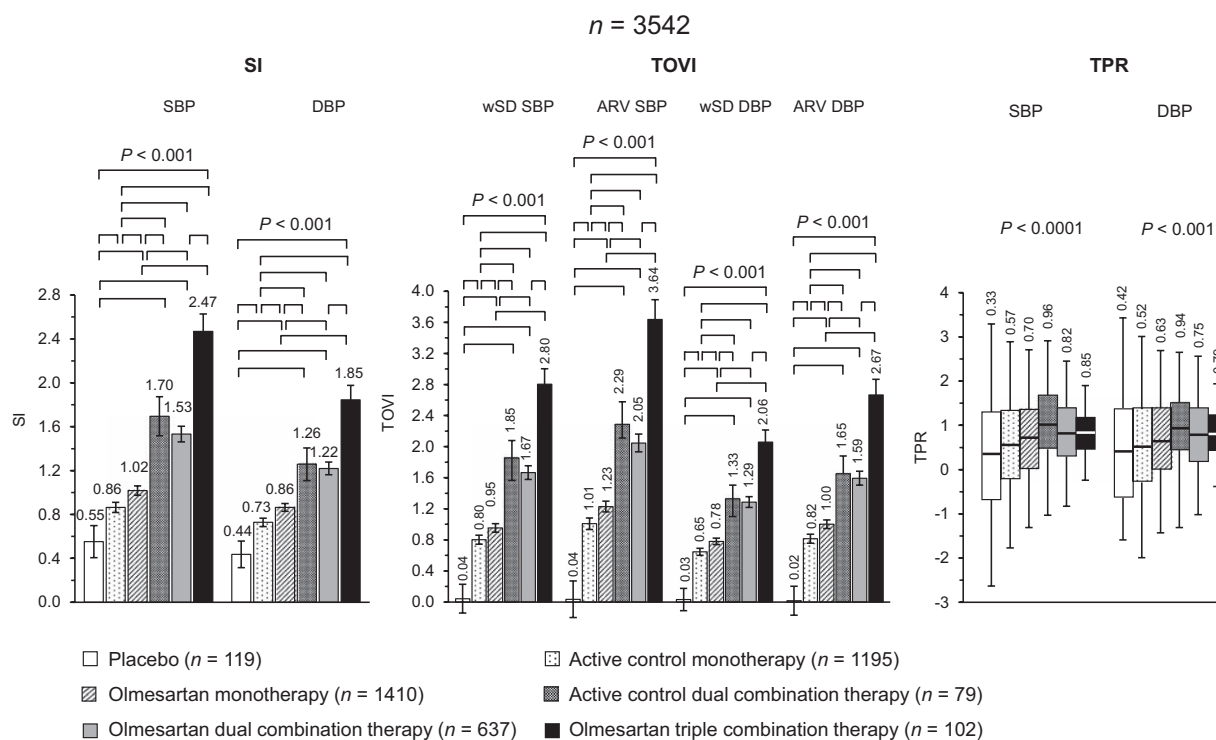 n = 3542
SI
TOVI
TPR
SBP
DBP
wSD SBP
ARV SBP
wSD DBP
ARV DBP
SBP
DBP
P < 0.001
P < 0.001
P < 0.001
P < 0.001
P < 0.001
P < 0.001
P < 0.0001
P < 0.001
SI
2.8
2.4
2.0
1.6
1.2
0.8
0.4
0.0
0.55
0.86
1.02
1.70
1.53
2.47
0.44
0.73
0.86
1.26
1.22
1.85
TOVI
4.0
3.6
3.2
2.8
2.4
2.0
1.6
1.2
0.8
0.4
0.0
0.04
0.80
0.95
1.85
1.67
2.80
0.04
1.01
1.23
2.29
2.05
3.64
0.03
0.65
0.78
1.33
1.29
2.06
0.02
0.82
1.00
1.65
1.59
2.67
TPR
4
3
2
1
0
-1
-2
-3
0.33
0.57
0.70
0.96
0.82
0.85
0.42
0.52
0.63
0.94
0.75
Placebo (n = 119)
Active control monotherapy (n = 1195)
Olmesartan monotherapy (n = 1410)
Active control dual combination therapy (n = 79)
Olmesartan dual combination therapy (n = 637)
Olmesartan triple combination therapy (n = 102)